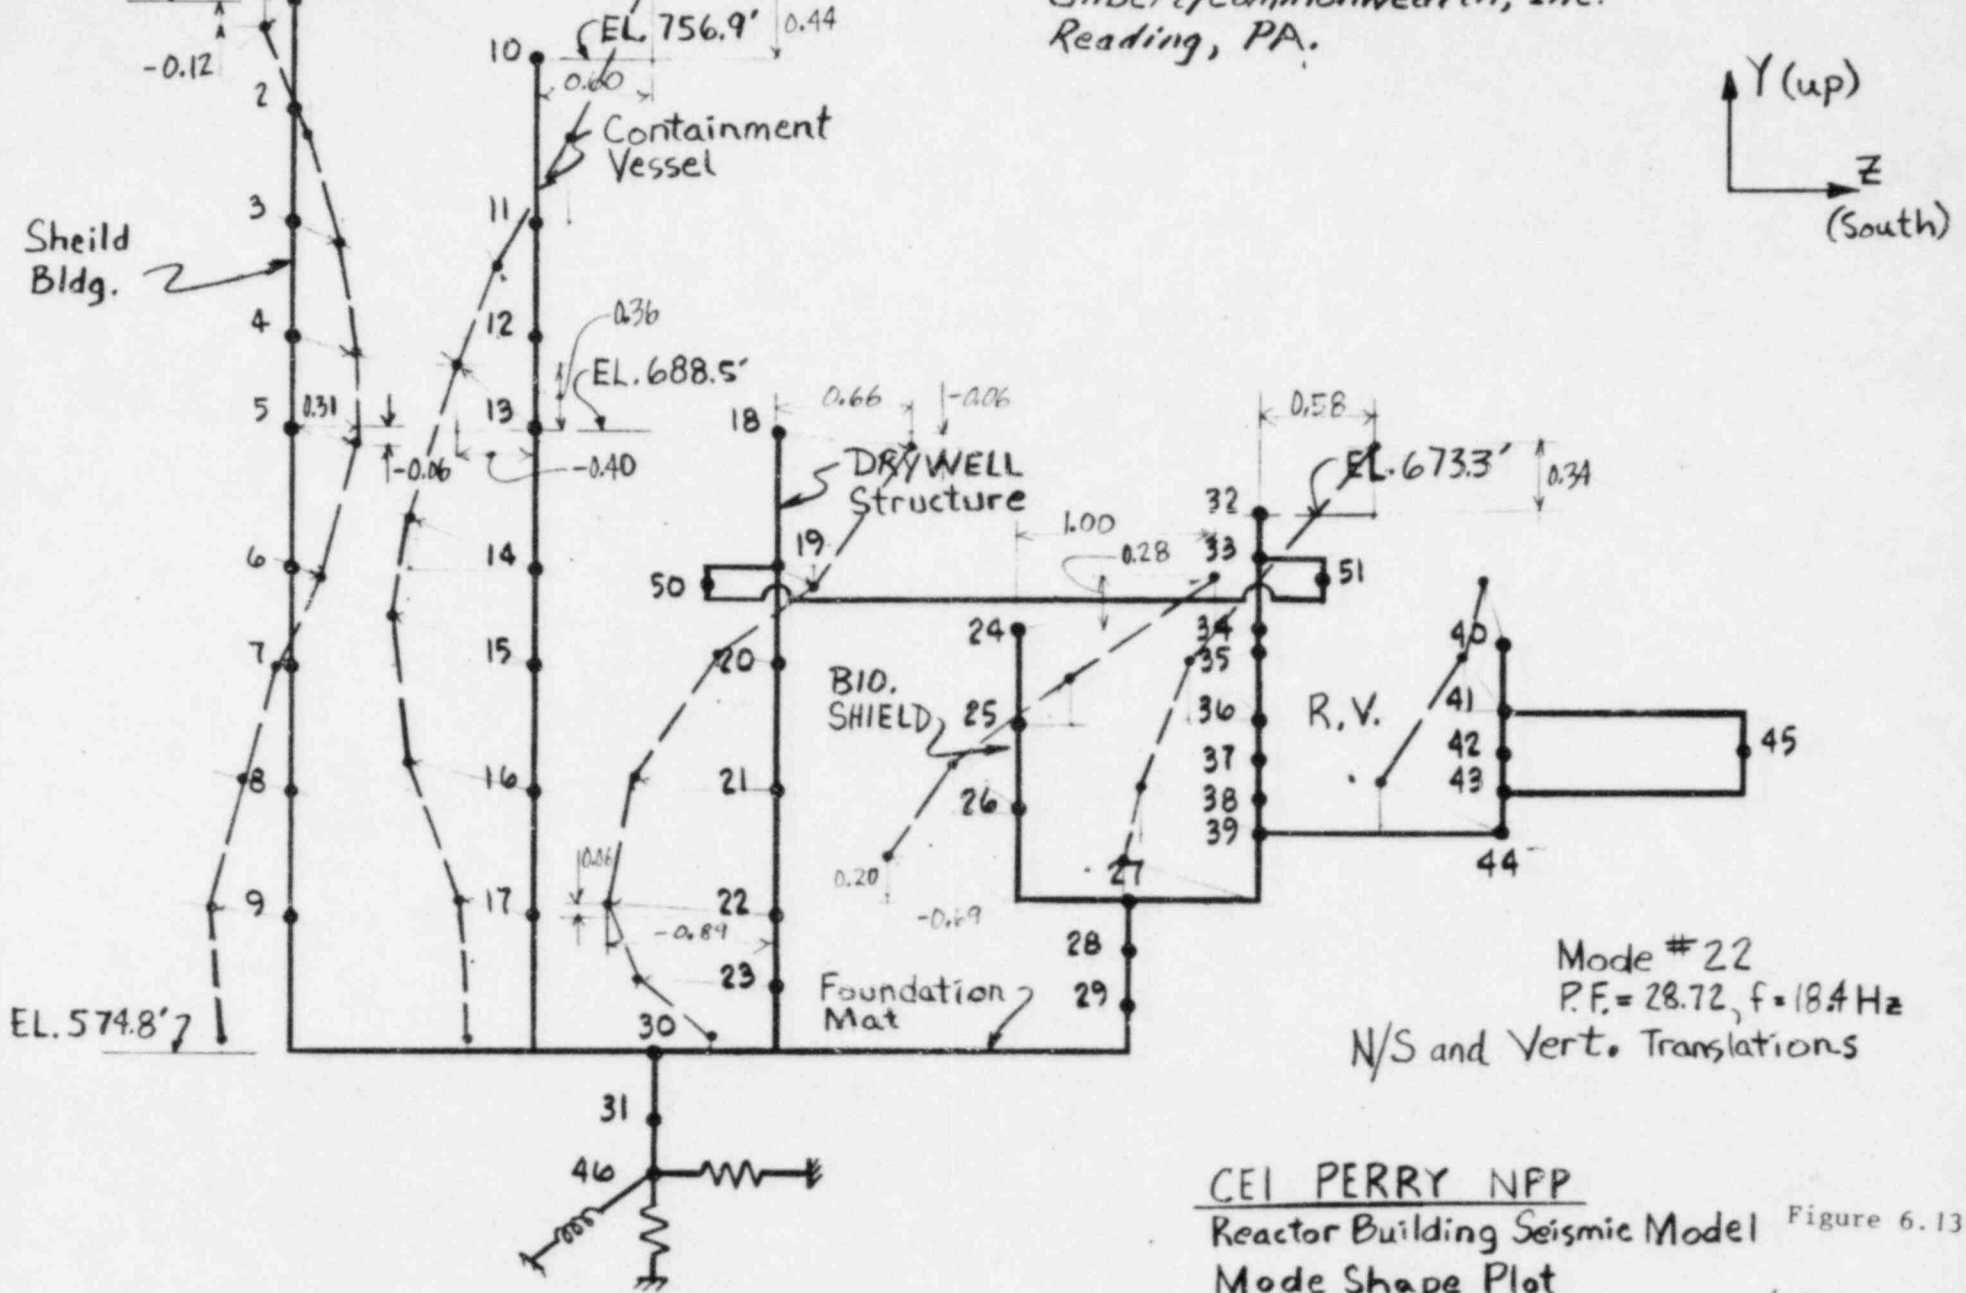 Gilbert/Commonwealth, Inc.
Reading, PA.
-0.12
EL. 756.9'
0.44
0.60
10
Y (up)
Z
(South)
2
Containment
Vessel
3
11
Sheild
Bldg.
4
12
0.36
EL. 688.5'
5
0.31
-0.06
13
-0.40
18
0.66
-0.06
0.58
DRYWELL
Structure
EL. 673.3'
0.34
32
1.00
0.28
33
6
14
19
50
51
24
34
40
7
15
20
35
BIO.
SHIELD
25
36
R.V.
41
42
45
37
43
8
16
21
26
38
39
44
0.06
0.20
27
9
17
22
-0.89
-0.69
28
23
29
Foundation
Mat
30
EL. 574.8'
Mode #22
P.F. = 28.72, f = 18.4 Hz
N/S and Vert. Translations
31
46
CEI PERRY NPP
Reactor Building Seismic Model
Figure 6.13
Mode Shape Plot